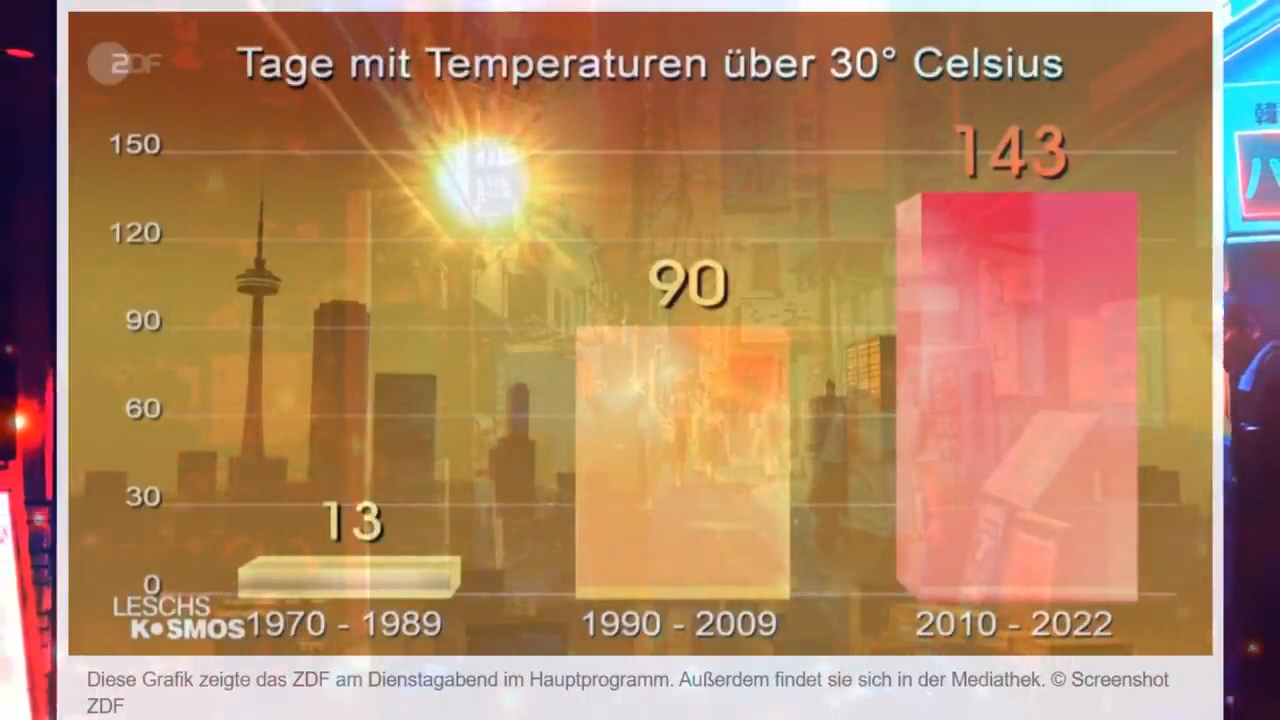 ZDF
Tage mit Temperaturen über 30° Celsius
150
120
90
60
30
0
13
90
143
1970 - 1989
1990 - 2009
2010 - 2022
LESCHS
KOSMOS
Diese Grafik zeigte das ZDF am Dienstagabend im Hauptprogramm. Außerdem findet sie sich in der Mediathek. © Screenshot
ZDF
韓